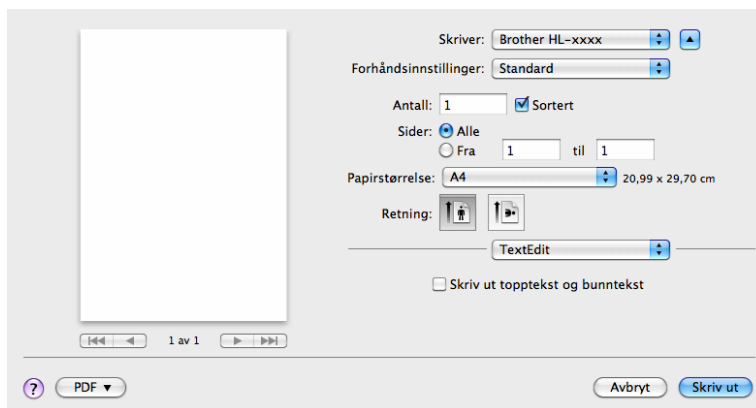 Skriver: Brother HL-xxxx
Forhåndsinnstillinger: Standard
Antall: 1 Sortert
Sider: Alle
Fra 1 til 1
Papirstørrelse: A4 20,99 x 29,70 cm
Retning:
TextEdit
Skriv ut topptekst og bunntekst
1 av 1
? PDF ▼ Avbryt Skriv ut